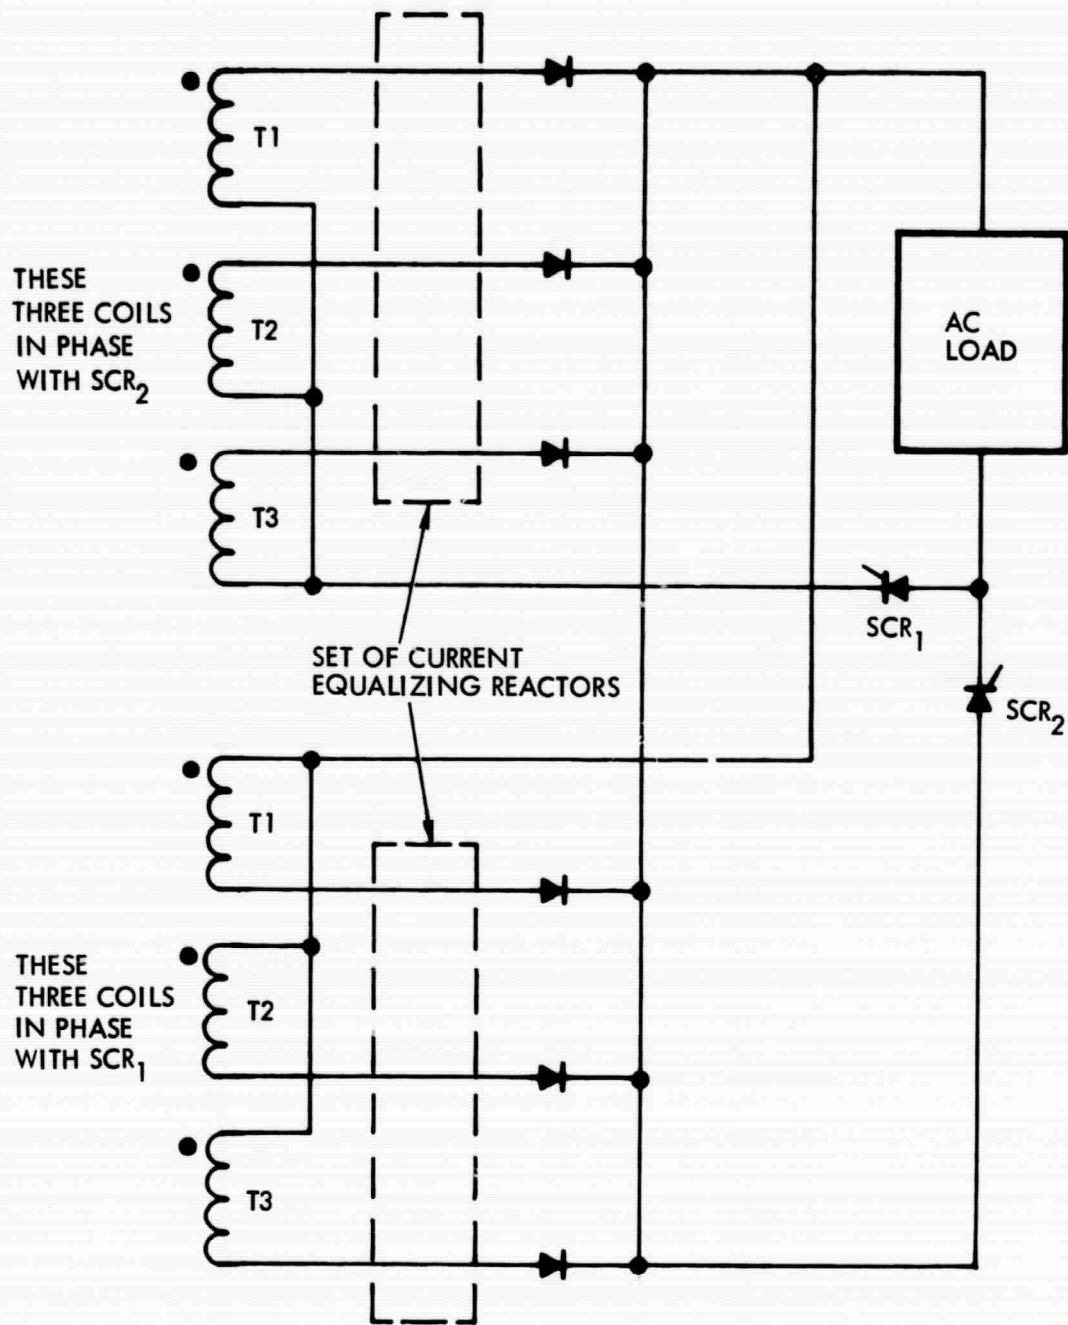 T1
THESE
THREE COILS
IN PHASE
WITH SCR₂
T2
AC
LOAD
T3
SCR₁
SET OF CURRENT
EQUALIZING REACTORS
SCR₂
T1
THESE
THREE COILS
IN PHASE
WITH SCR₁
T2
T3